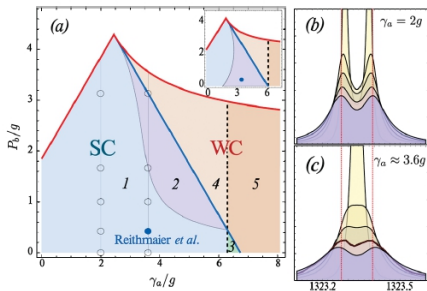 (a)
P_b/g
4
3
2
1
0
SC
WC
1
2
3
4
5
Reithmaier et al.
0 2 4 6 8
γ_a/g
4
2
0
0 3 6
(b)
γ_a = 2g
(c)
γ_a ≈ 3.6g
1323.2 1323.5